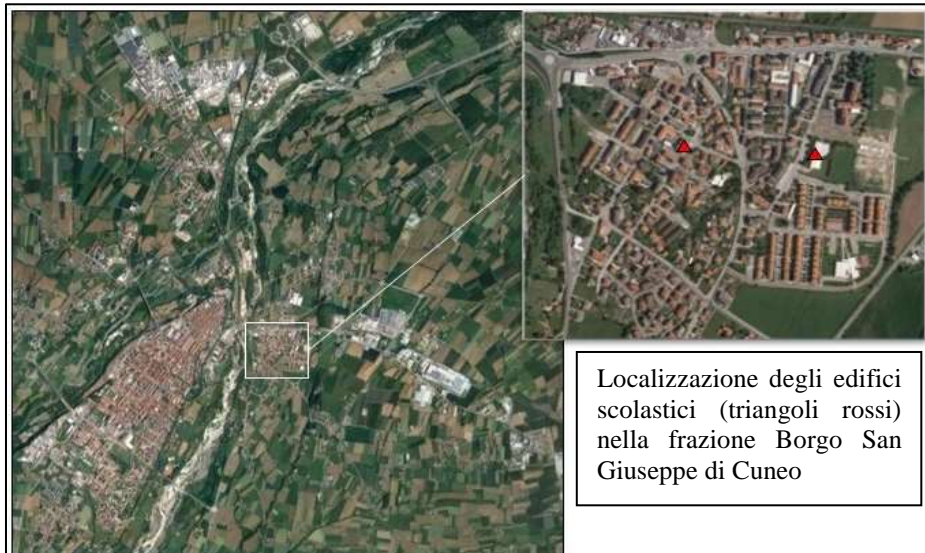 Localizzazione degli edifici
scolastici (triangoli rossi)
nella frazione Borgo San
Giuseppe di Cuneo